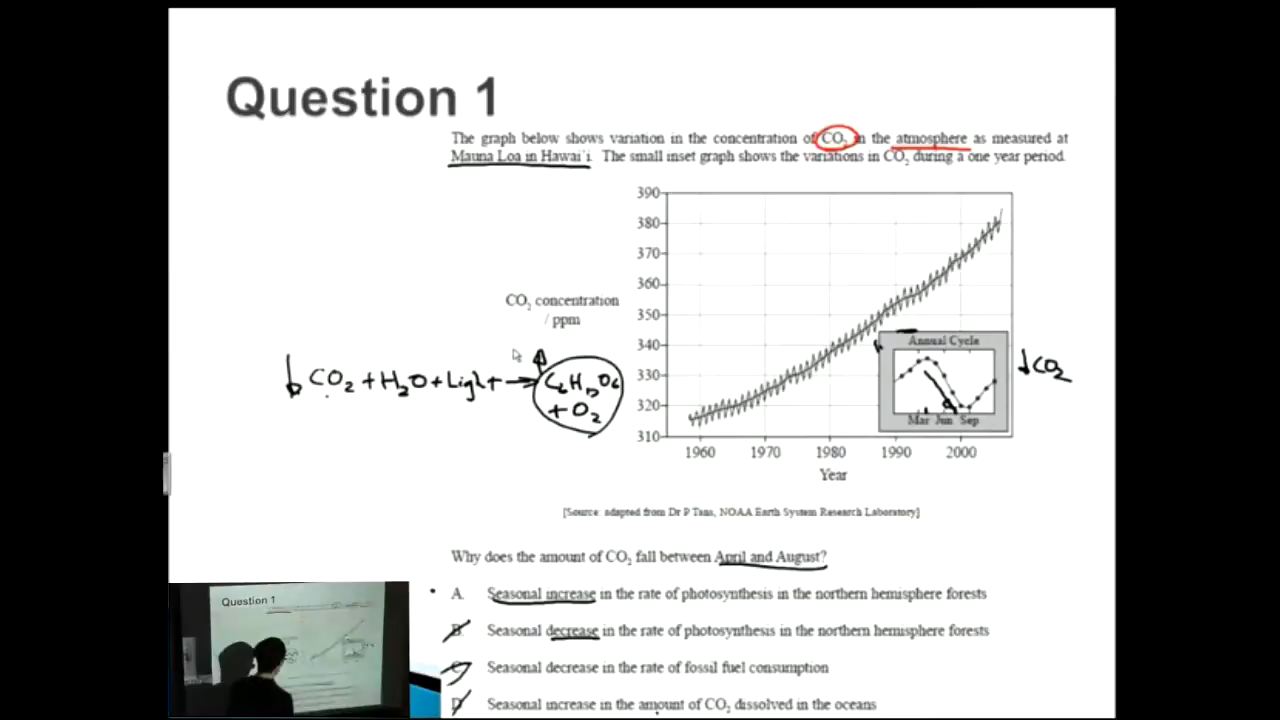 Question 1
The graph below shows variation in the concentration of CO₂ in the atmosphere as measured at
Mauna Loa in Hawai'i. The small inset graph shows the variations in CO₂ during a one year period.
390
380
370
360
350
340
330
320
310
CO₂ concentration
/ ppm
Annual Cycle
Mar Jun Sep
↓CO₂
↓CO₂ + H₂O + Light →
+ O₂
1960 1970 1980 1990 2000
Year
[Source: adapted from Dr P Tans, NOAA Earth System Research Laboratory]
Why does the amount of CO₂ fall between April and August?
A. Seasonal increase in the rate of photosynthesis in the northern hemisphere forests
B. Seasonal decrease in the rate of photosynthesis in the northern hemisphere forests
C. Seasonal decrease in the rate of fossil fuel consumption
D. Seasonal increase in the amount of CO₂ dissolved in the oceans
Question 1